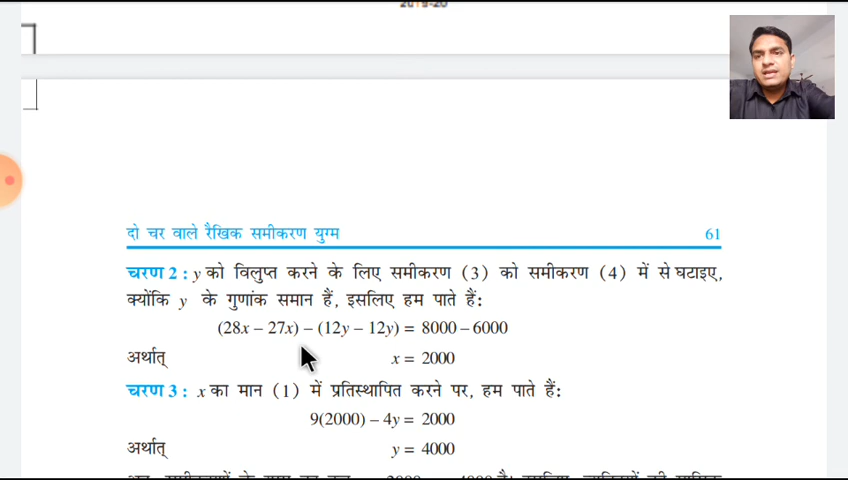 2019-20
दो चर वाले रैखिक समीकरण युग्म 61
चरण 2 : y को विलुप्त करने के लिए समीकरण (3) को समीकरण (4) में से घटाइए,
क्योंकि y के गुणांक समान हैं, इसलिए हम पाते हैं:
(28x – 27x) – (12y – 12y) = 8000 – 6000
अर्थात् x = 2000
चरण 3 : x का मान (1) में प्रतिस्थापित करने पर, हम पाते हैं:
9(2000) – 4y = 2000
अर्थात् y = 4000